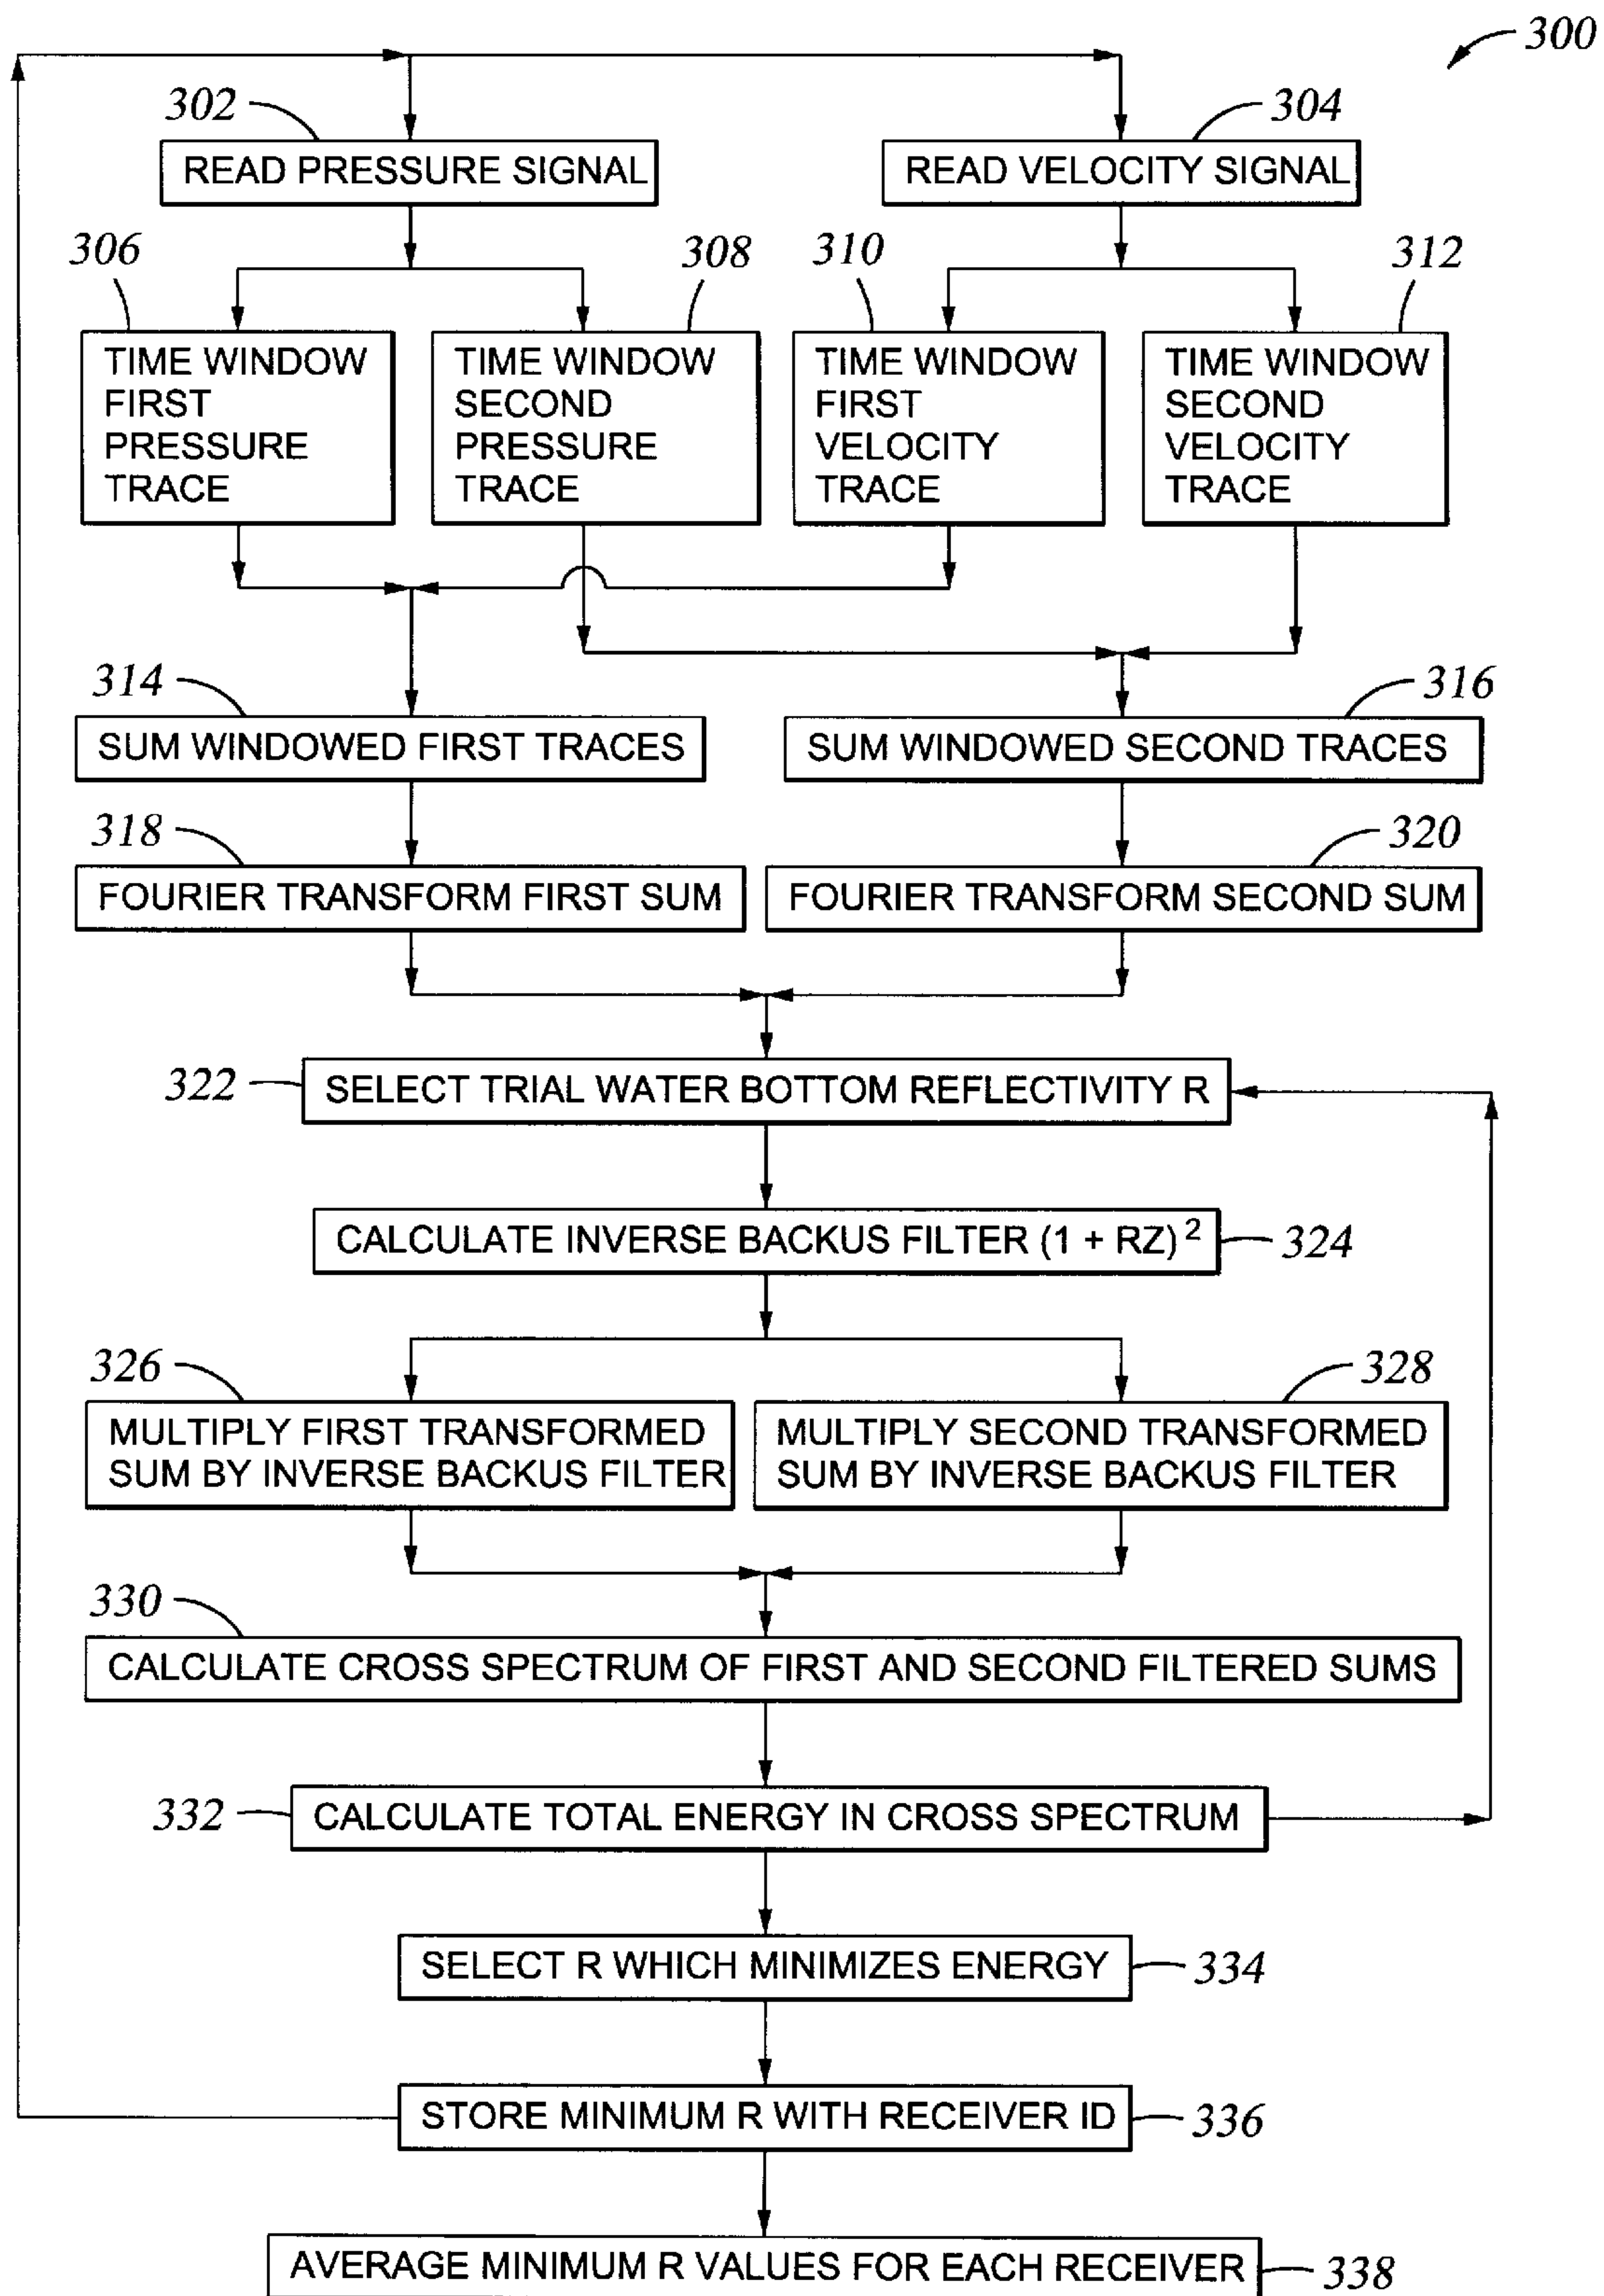 300
302
304
READ PRESSURE SIGNAL
READ VELOCITY SIGNAL
306
308
310
312
TIME WINDOW
FIRST
PRESSURE
TRACE
TIME WINDOW
SECOND
PRESSURE
TRACE
TIME WINDOW
FIRST
VELOCITY
TRACE
TIME WINDOW
SECOND
VELOCITY
TRACE
314
316
SUM WINDOWED FIRST TRACES
SUM WINDOWED SECOND TRACES
318
320
FOURIER TRANSFORM FIRST SUM
FOURIER TRANSFORM SECOND SUM
322
SELECT TRIAL WATER BOTTOM REFLECTIVITY R
CALCULATE INVERSE BACKUS FILTER (1 + RZ)²
324
326
328
MULTIPLY FIRST TRANSFORMED
SUM BY INVERSE BACKUS FILTER
MULTIPLY SECOND TRANSFORMED
SUM BY INVERSE BACKUS FILTER
330
CALCULATE CROSS SPECTRUM OF FIRST AND SECOND FILTERED SUMS
332
CALCULATE TOTAL ENERGY IN CROSS SPECTRUM
SELECT R WHICH MINIMIZES ENERGY
334
STORE MINIMUM R WITH RECEIVER ID
336
AVERAGE MINIMUM R VALUES FOR EACH RECEIVER
338